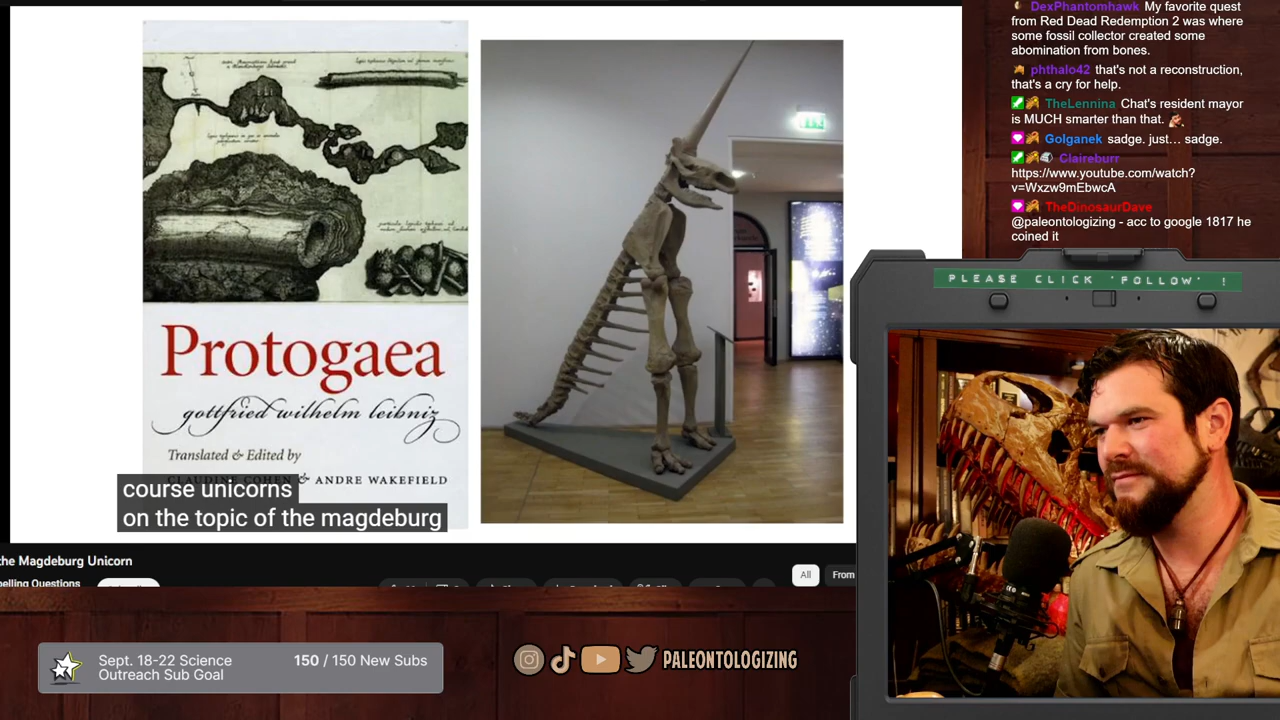 Protogaea
gottfried wilhelm leibniz
Translated & Edited by
& ANDRE WAKEFIELD
course unicorns
on the topic of the magdeburg
the Magdeburg Unicorn
elling Questions
All
From
DexPhantomhawk My favorite quest
from Red Dead Redemption 2 was where
some fossil collector created some
abomination from bones.
phthalo42 that's not a reconstruction,
that's a cry for help.
TheLennina Chat's resident mayor
is MUCH smarter than that.
Golganek sadge. just... sadge.
Claireburr
https://www.youtube.com/watch?
v=Wxzw9mEbwcA
TheDinosaurDave
@paleontologizing - acc to google 1817 he
coined it
PLEASE CLICK 'FOLLOW' !
Sept. 18-22 Science
Outreach Sub Goal
150 / 150 New Subs
PALEONTOLOGIZING